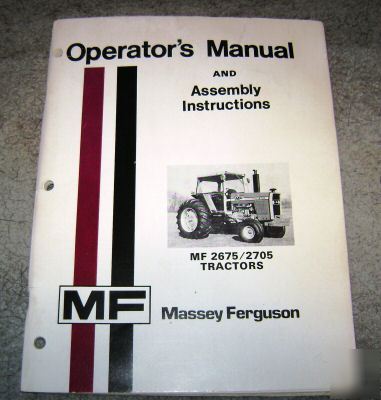 Operator's Manual
AND
Assembly
Instructions
MF 2675/2705
TRACTORS
MF
Massey Ferguson